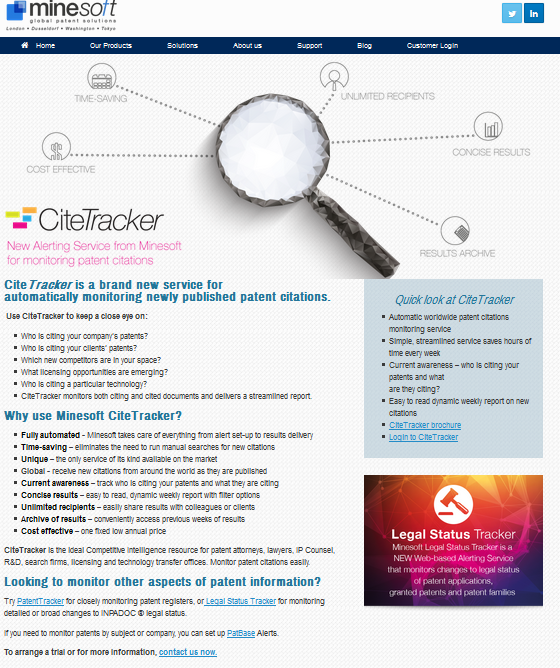 minesoft
global patent solutions
London • Duesseldorf • Washington • Tokyo
Home Our Products Solutions About us Support Blog Customer Login
TIME-SAVING
UNLIMITED RECIPIENTS
CONCISE RESULTS
COST EFFECTIVE
RESULTS ARCHIVE
CiteTracker
New Alerting Service from Minesoft
for monitoring patent citations
CiteTracker is a brand new service for
automatically monitoring newly published patent citations.
Use CiteTracker to keep a close eye on:
Who is citing your company's patents?
Who is citing your clients' patents?
Which new competitors are in your space?
What licensing opportunities are emerging?
Who is citing a particular technology?
CiteTracker monitors both citing and cited documents and delivers a streamlined report.
Why use Minesoft CiteTracker?
Fully automated - Minesoft takes care of everything from alert set-up to results delivery
Time-saving – eliminates the need to run manual searches for new citations
Unique – the only service of its kind available on the market
Global - receive new citations from around the world as they are published
Current awareness – track who is citing your patents and what they are citing
Concise results – easy to read, dynamic weekly report with filter options
Unlimited recipients – easily share results with colleagues or clients
Archive of results – conveniently access previous weeks of results
Cost effective – one fixed low annual price
CiteTracker is the ideal Competitive Intelligence resource for patent attorneys, lawyers, IP Counsel,
R&D, search firms, licensing and technology transfer offices. Monitor patent citations easily.
Looking to monitor other aspects of patent information?
Try PatentTracker for closely monitoring patent registers, or Legal Status Tracker for monitoring
detailed or broad changes to INPADOC ® legal status.
If you need to monitor patents by subject or company, you can set up PatBase Alerts.
To arrange a trial or for more information, contact us now.
Quick look at CiteTracker
Automatic worldwide patent citations
monitoring service
Simple, streamlined service saves hours of
time every week
Current awareness – who is citing your
patents and what
are they citing?
Easy to read dynamic weekly report on new
citations
CiteTracker brochure
Login to CiteTracker
Legal Status Tracker
Minesoft Legal Status Tracker is a
NEW Web-based Alerting Service
that monitors changes to legal status
of patent applications,
granted patents and patent families